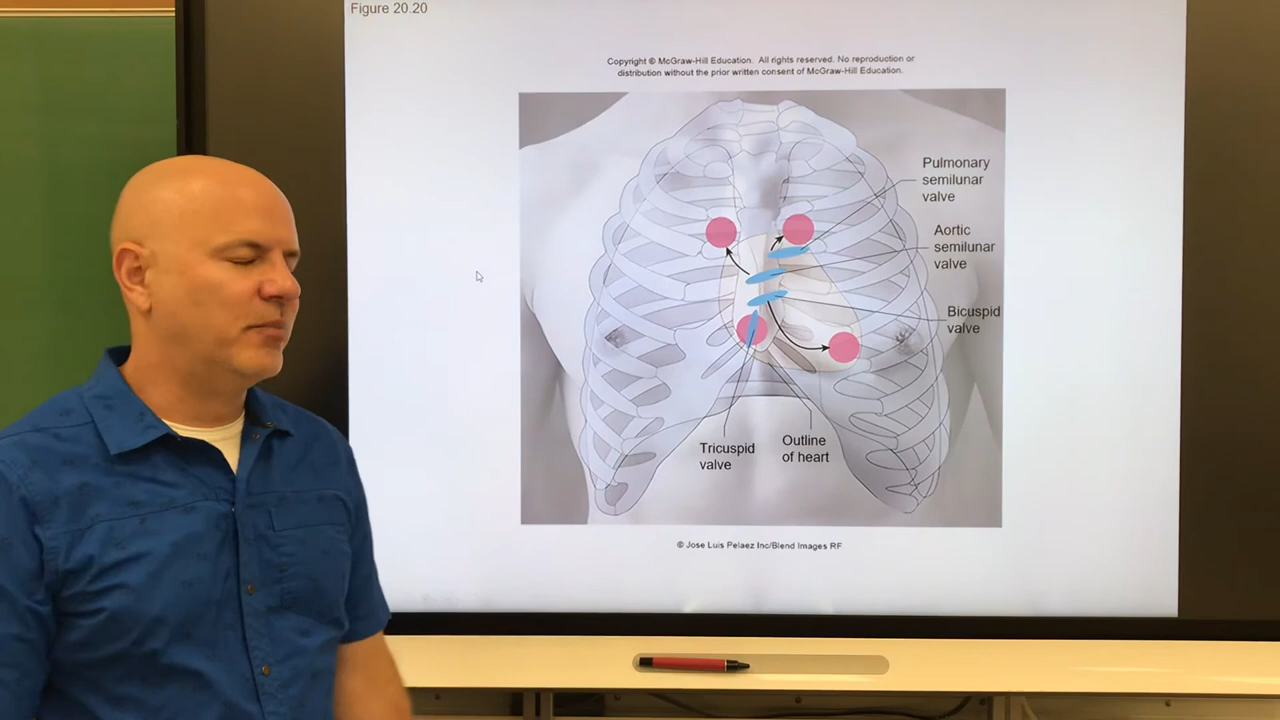 Figure 20.20
Copyright © McGraw-Hill Education. All rights reserved. No reproduction or
distribution without the prior written consent of McGraw-Hill Education.
Pulmonary
semilunar
valve
Aortic
semilunar
valve
Bicuspid
valve
Tricuspid
valve
Outline
of heart
© Jose Luis Pelaez Inc/Blend Images RF